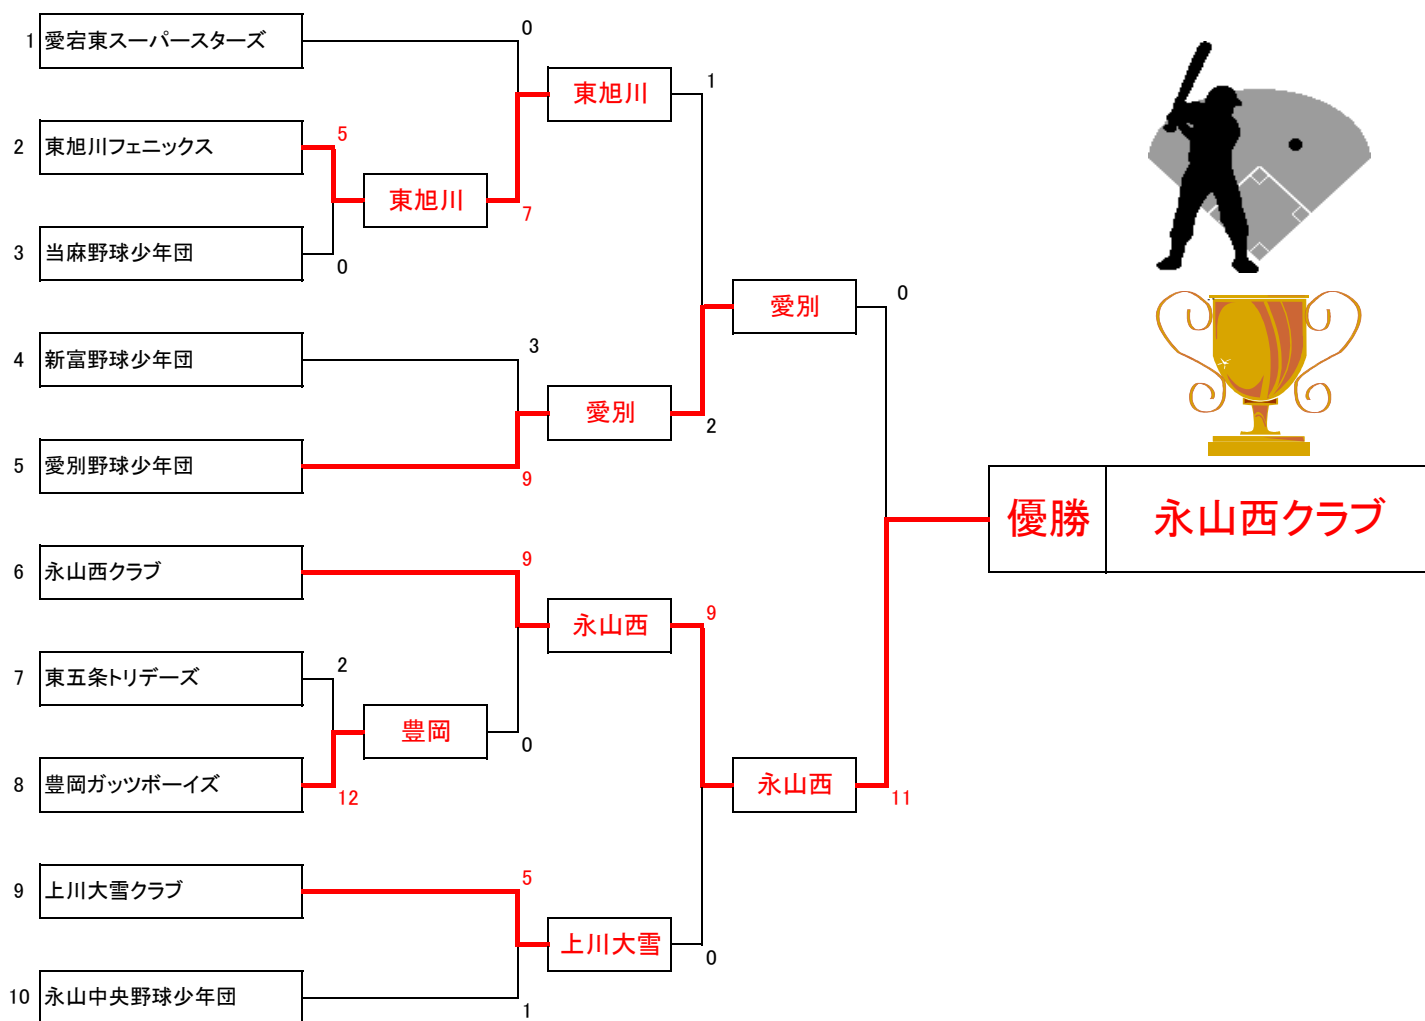 0
1 愛宕東スーパースターズ
東旭川
1
2 東旭川フェニックス
5
東旭川
7
3 当麻野球少年団
0
愛別
0
4 新富野球少年団
3
愛別
2
5 愛別野球少年団
9
優勝 永山西クラブ
6 永山西クラブ
9
永山西
9
7 東五条トリデーズ
2
豊岡
0
8 豊岡ガッツボーイズ
12
永山西
11
9 上川大雪クラブ
5
上川大雪
0
10 永山中央野球少年団
1